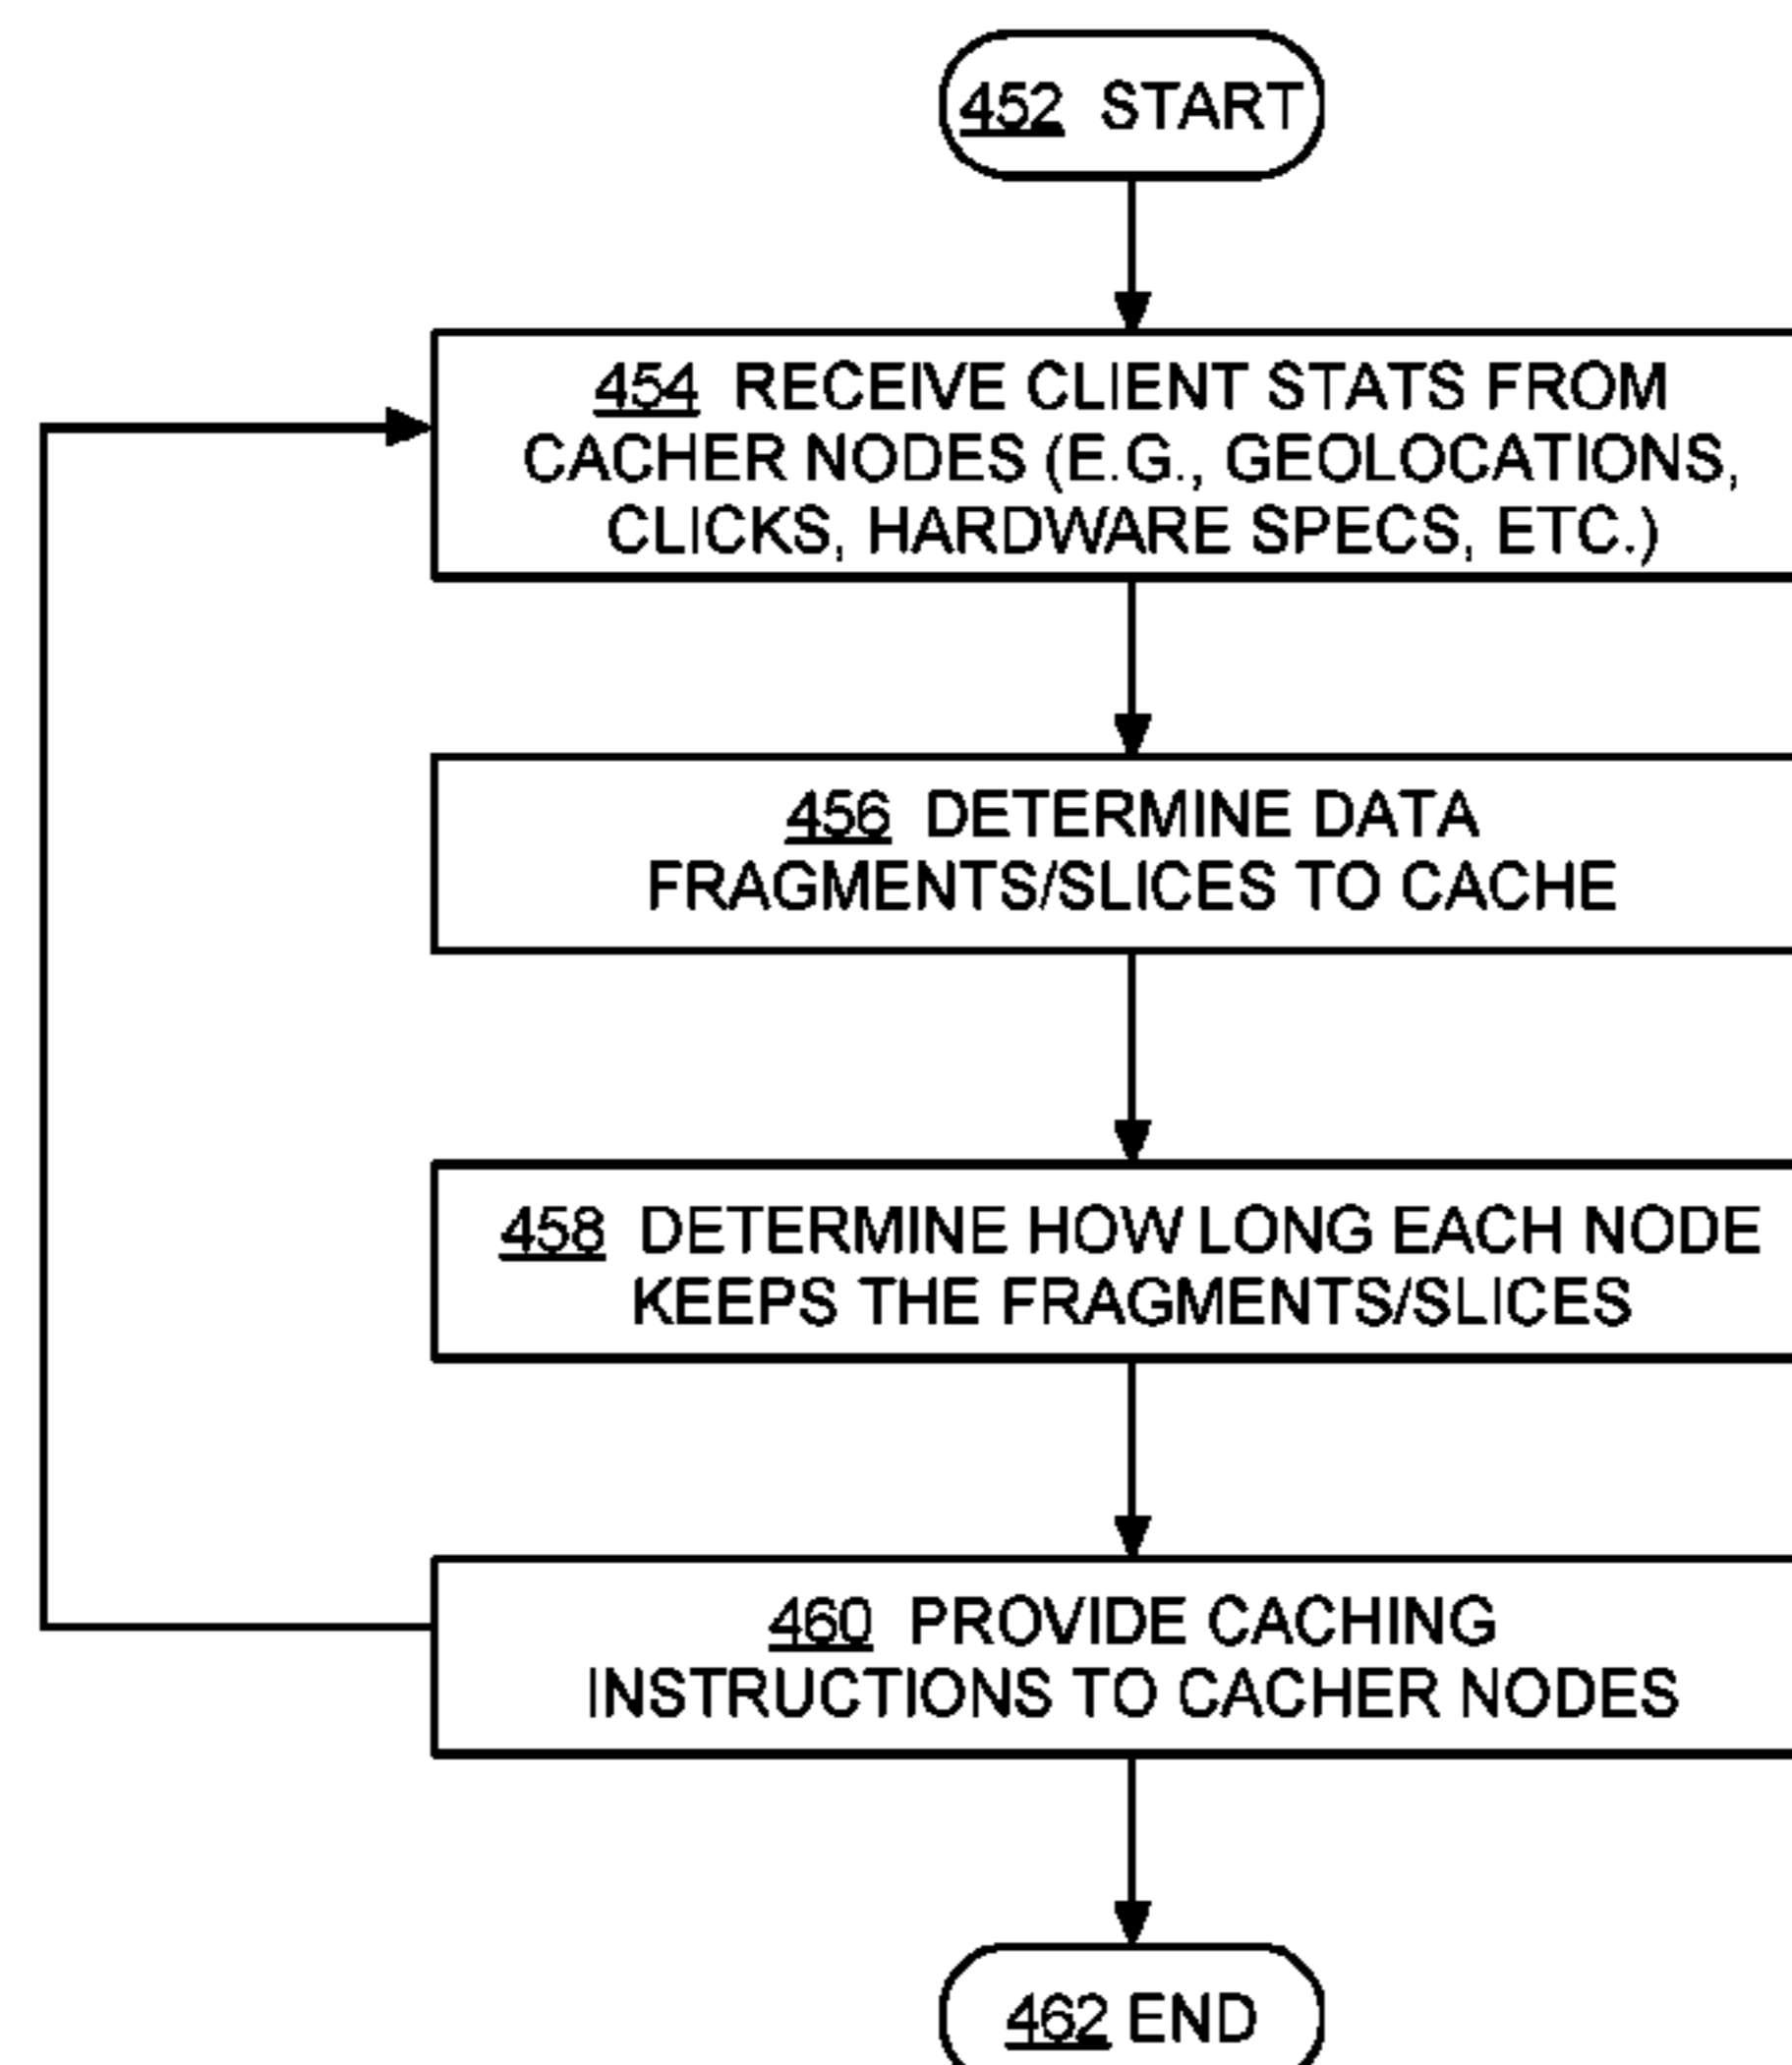 452 START
454 RECEIVE CLIENT STATS FROM
CACHER NODES (E.G., GEOLOCATIONS,
CLICKS, HARDWARE SPECS, ETC.)
456 DETERMINE DATA
FRAGMENTS/SLICES TO CACHE
458 DETERMINE HOW LONG EACH NODE
KEEPS THE FRAGMENTS/SLICES
460 PROVIDE CACHING
INSTRUCTIONS TO CACHER NODES
462 END